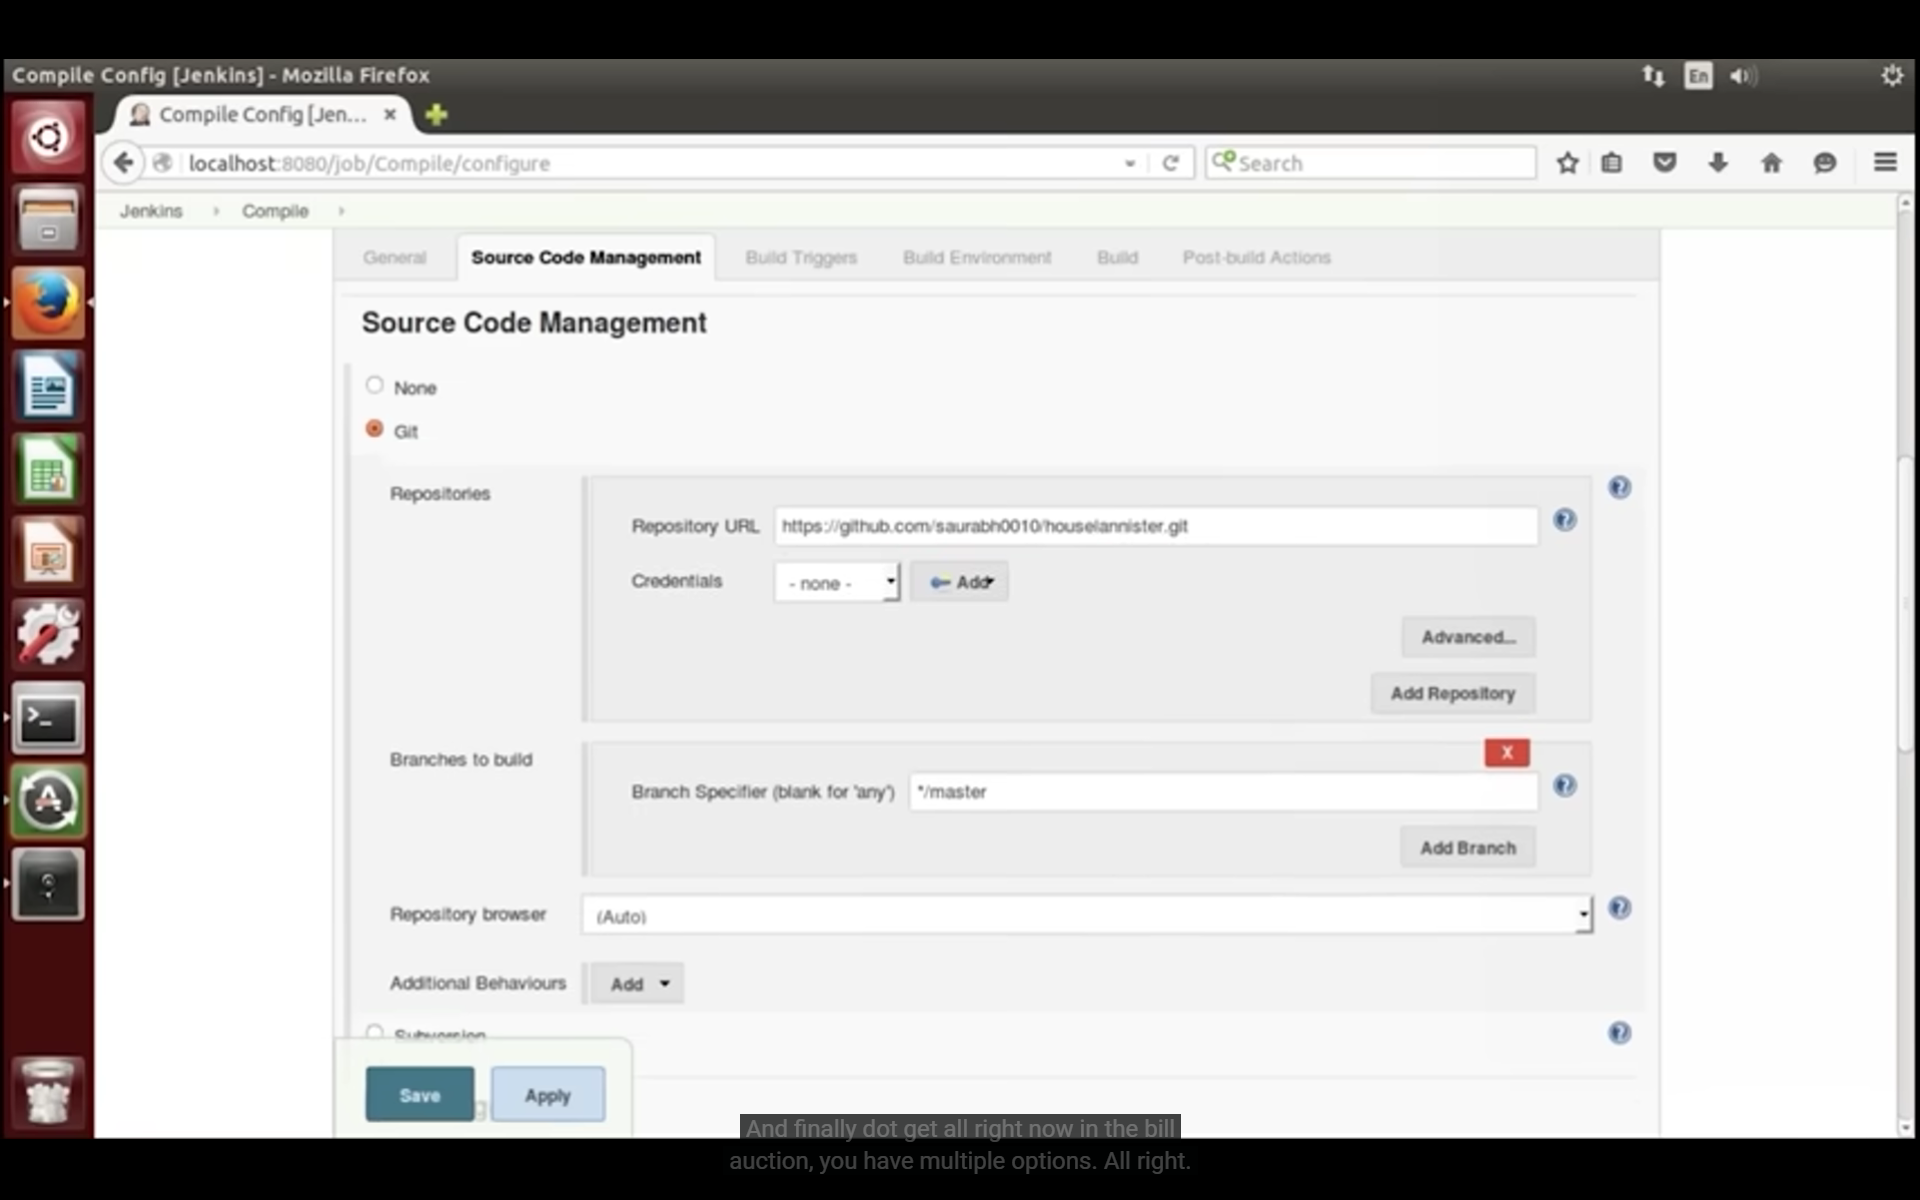 Compile Config [Jenkins] - Mozilla Firefox
En
Compile Config [Jen...
localhost:8080/job/Compile/configure
Search
Jenkins
Compile
General
Source Code Management
Build Triggers
Build Environment
Build
Post-build Actions
Source Code Management
None
Git
Repositories
Repository URL
https://github.com/saurabh0010/houselannister.git
Credentials
- none -
Add
Advanced...
Add Repository
Branches to build
X
Branch Specifier (blank for 'any')
*/master
Add Branch
Repository browser
(Auto)
Additional Behaviours
Add
Subversion
Save
Apply
And finally dot get all right now in the bill
auction, you have multiple options. All right.